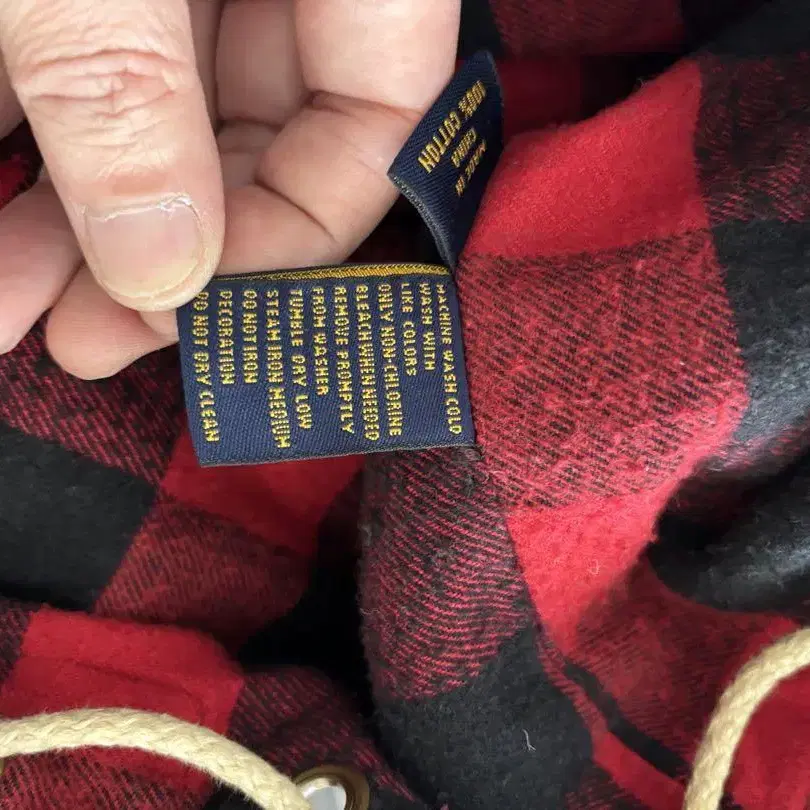 100% COTTON
MADE IN
CHINA
MACHINE WASH COLD
WASH WITH
LIKE COLORS
ONLY NON-CHLORINE
BLEACH WHEN NEEDED
REMOVE PROMPTLY
FROM WASHER
TUMBLE DRY LOW
STEAM IRON MEDIUM
DO NOT IRON
DECORATION
DO NOT DRY CLEAN